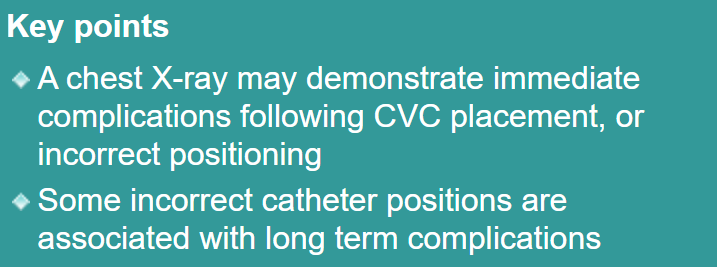 Key points
A chest X-ray may demonstrate immediate
complications following CVC placement, or
incorrect positioning
Some incorrect catheter positions are
associated with long term complications